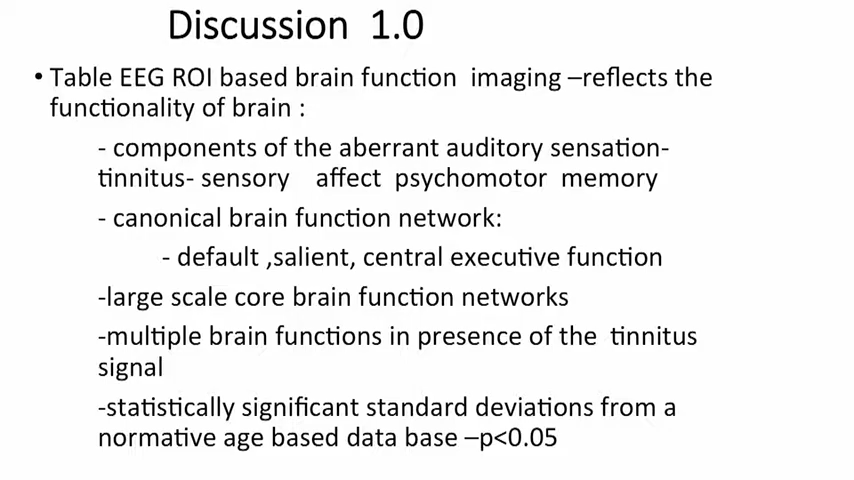 Discussion 1.0
• Table EEG ROI based brain function imaging –reflects the
functionality of brain :
- components of the aberrant auditory sensation-
tinnitus- sensory affect psychomotor memory
- canonical brain function network:
- default ,salient, central executive function
-large scale core brain function networks
-multiple brain functions in presence of the tinnitus
signal
-statistically significant standard deviations from a
normative age based data base –p<0.05